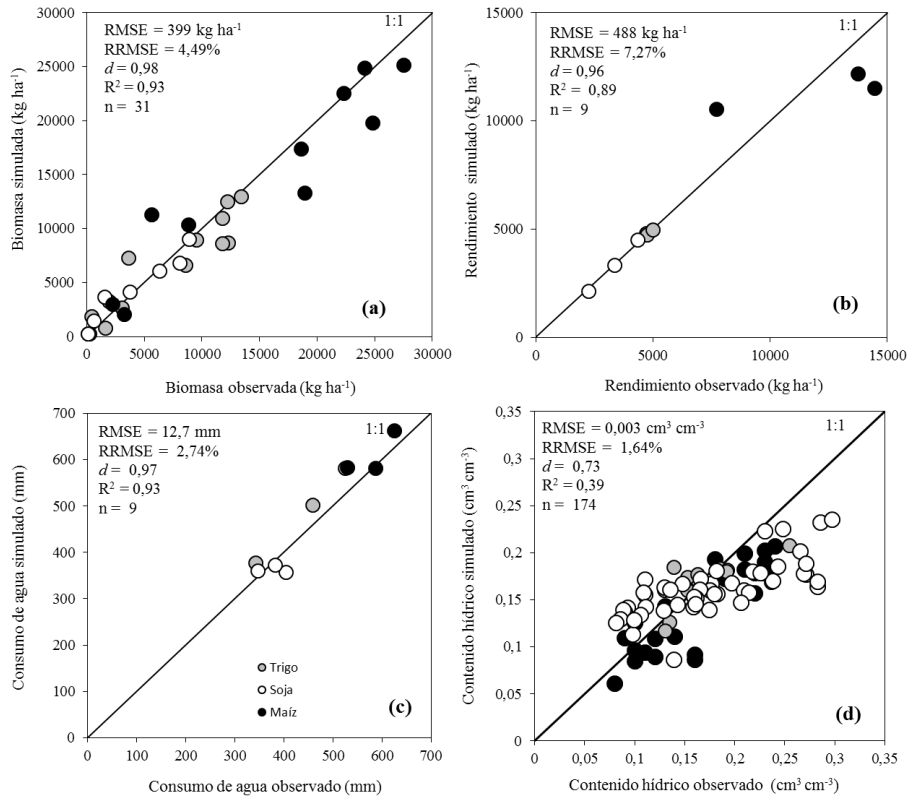 RMSE = 399 kg ha⁻¹
RRMSE = 4,49%
d = 0,98
R² = 0,93
n = 31
1:1
30000
25000
20000
15000
10000
5000
0
0
5000
10000
15000
20000
25000
30000
Biomasa simulada (kg ha⁻¹)
Biomasa observada (kg ha⁻¹)
(a)
RMSE = 488 kg ha⁻¹
RRMSE = 7,27%
d = 0,96
R² = 0,89
n = 9
1:1
15000
10000
5000
0
0
5000
10000
15000
Rendimiento simulado (kg ha⁻¹)
Rendimiento observado (kg ha⁻¹)
(b)
RMSE = 12,7 mm
RRMSE = 2,74%
d = 0,97
R² = 0,93
n = 9
1:1
700
600
500
400
300
200
100
0
0
100
200
300
400
500
600
700
Consumo de agua simulado (mm)
Consumo de agua observado (mm)
Trigo
Soja
Maíz
(c)
RMSE = 0,003 cm³ cm⁻³
RRMSE = 1,64%
d = 0,73
R² = 0,39
n = 174
1:1
0,35
0,3
0,25
0,2
0,15
0,1
0,05
0
0
0,05
0,1
0,15
0,2
0,25
0,3
0,35
Contenido hídrico simulado (cm³ cm⁻³)
Contenido hídrico observado (cm³ cm⁻³)
(d)